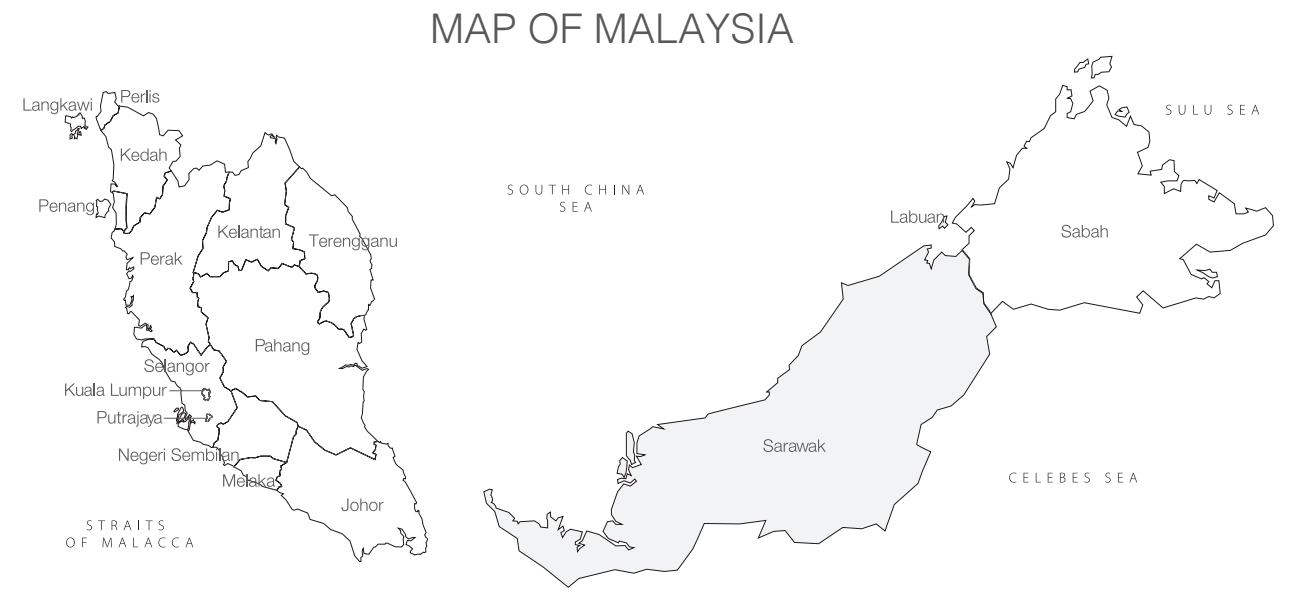 MAP OF MALAYSIA
Langkawi
Perlis
Kedah
Penang
Perak
Kelantan
Terengganu
Pahang
Selangor
Kuala Lumpur
Putrajaya
Negeri Sembilan
Melaka
Johor
STRAITS
OF MALACCA
SOUTH CHINA
SEA
SULU SEA
Labuan
Sabah
Sarawak
CELEBES SEA